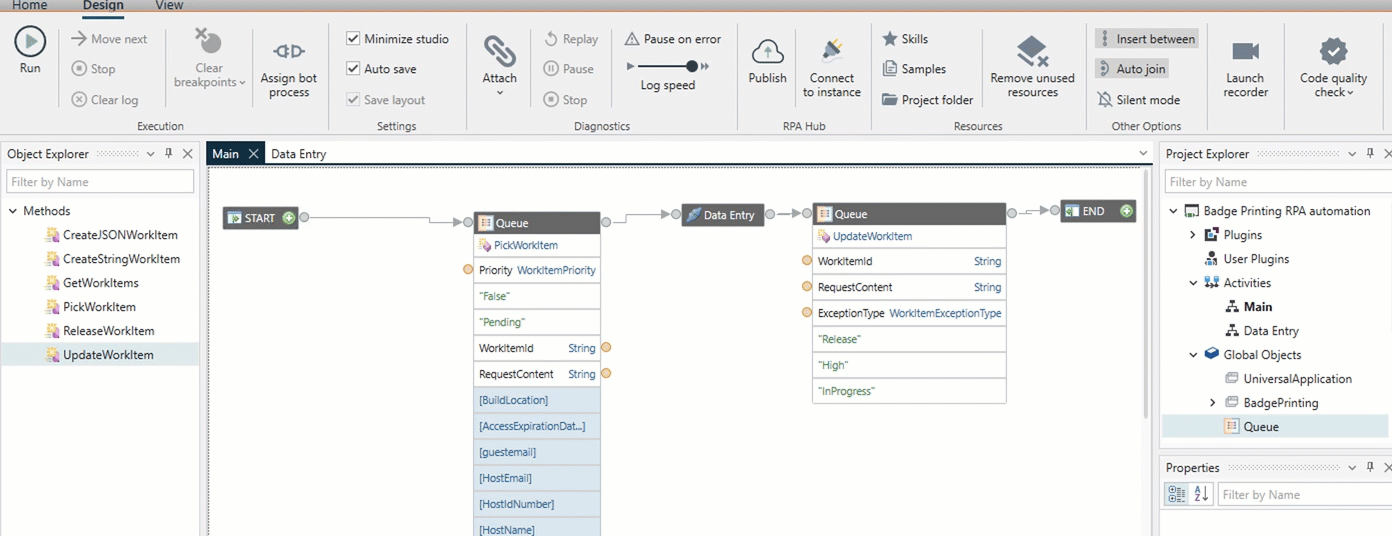 Home Design View
Run
Move next
Stop
Clear log
Clear
breakpoints
Assign bot
process
Execution
Minimize studio
Auto save
Save layout
Settings
Attach
Replay
Pause
Stop
Pause on error
Log speed
Diagnostics
Publish
Connect
to instance
RPA Hub
Skills
Samples
Project folder
Remove unused
resources
Resources
Insert between
Auto join
Silent mode
Other Options
Launch
recorder
Code quality
check
Object Explorer
Filter by Name
Methods
CreateJSONWorkItem
CreateStringWorkItem
GetWorkItems
PickWorkItem
ReleaseWorkItem
UpdateWorkItem
Main Data Entry
START
Queue
PickWorkItem
Priority WorkItemPriority
"False"
"Pending"
WorkItemId String
RequestContent String
[BuildLocation]
[AccessExpirationDat...]
[guestemail]
[HostEmail]
[HostIdNumber]
[HostName]
Data Entry
Queue
UpdateWorkItem
WorkItemId String
RequestContent String
ExceptionType WorkItemExceptionType
"Release"
"High"
"InProgress"
END
Project Explorer
Filter by Name
Badge Printing RPA automation
Plugins
User Plugins
Activities
Main
Data Entry
Global Objects
UniversalApplication
BadgePrinting
Queue
Properties
Filter by Name